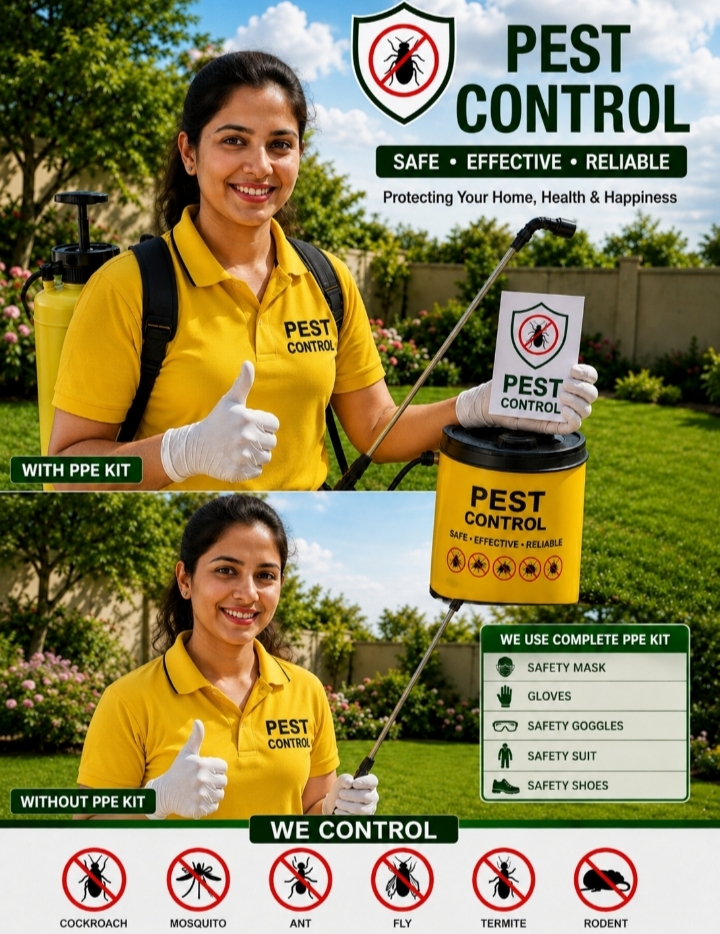 PEST
CONTROL
SAFE • EFFECTIVE • RELIABLE
Protecting Your Home, Health & Happiness
PEST
CONTROL
PEST
CONTROL
WITH PPE KIT
PEST
CONTROL
SAFE • EFFECTIVE • RELIABLE
PEST
CONTROL
WITHOUT PPE KIT
WE USE COMPLETE PPE KIT
SAFETY MASK
GLOVES
SAFETY GOGGLES
SAFETY SUIT
SAFETY SHOES
WE CONTROL
COCKROACH
MOSQUITO
ANT
FLY
TERMITE
RODENT